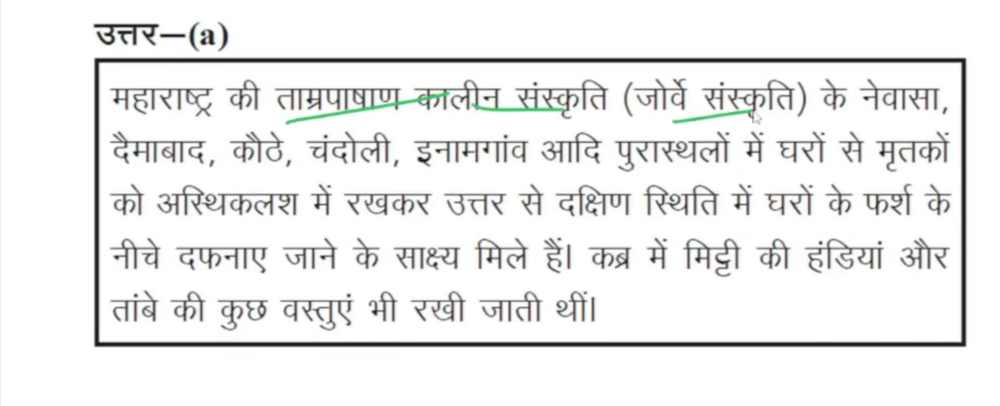 उत्तर—(a)
महाराष्ट्र की ताम्रपाषाण कालीन संस्कृति (जोर्वे संस्कृति) के नेवासा,
दैमाबाद, कौठे, चंदोली, इनामगांव आदि पुरास्थलों में घरों से मृतकों
को अस्थिकलश में रखकर उत्तर से दक्षिण स्थिति में घरों के फर्श के
नीचे दफनाए जाने के साक्ष्य मिले हैं। कब्र में मिट्टी की हंडियां और
तांबे की कुछ वस्तुएं भी रखी जाती थीं।